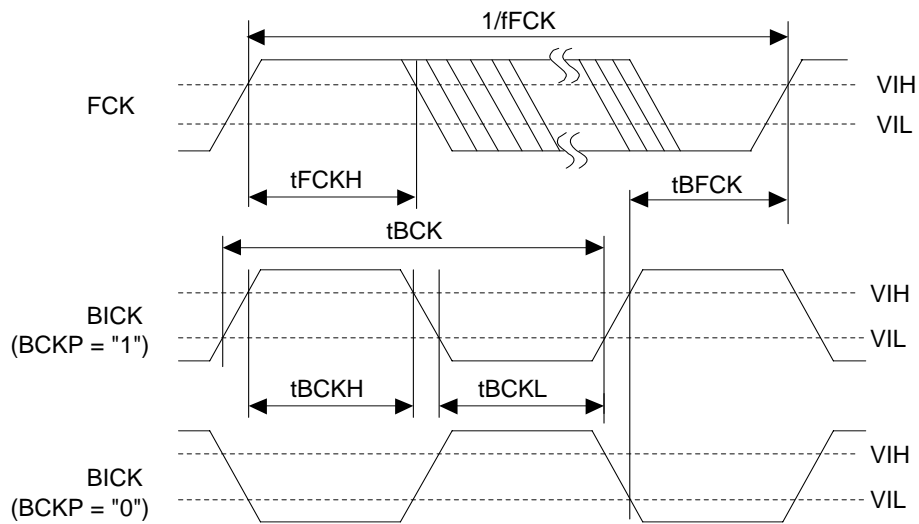 1/fFCK
FCK
VIH
VIL
tFCKH
tBFCK
tBCK
BICK
(BCKP = "1")
VIH
VIL
tBCKH
tBCKL
BICK
(BCKP = "0")
VIH
VIL